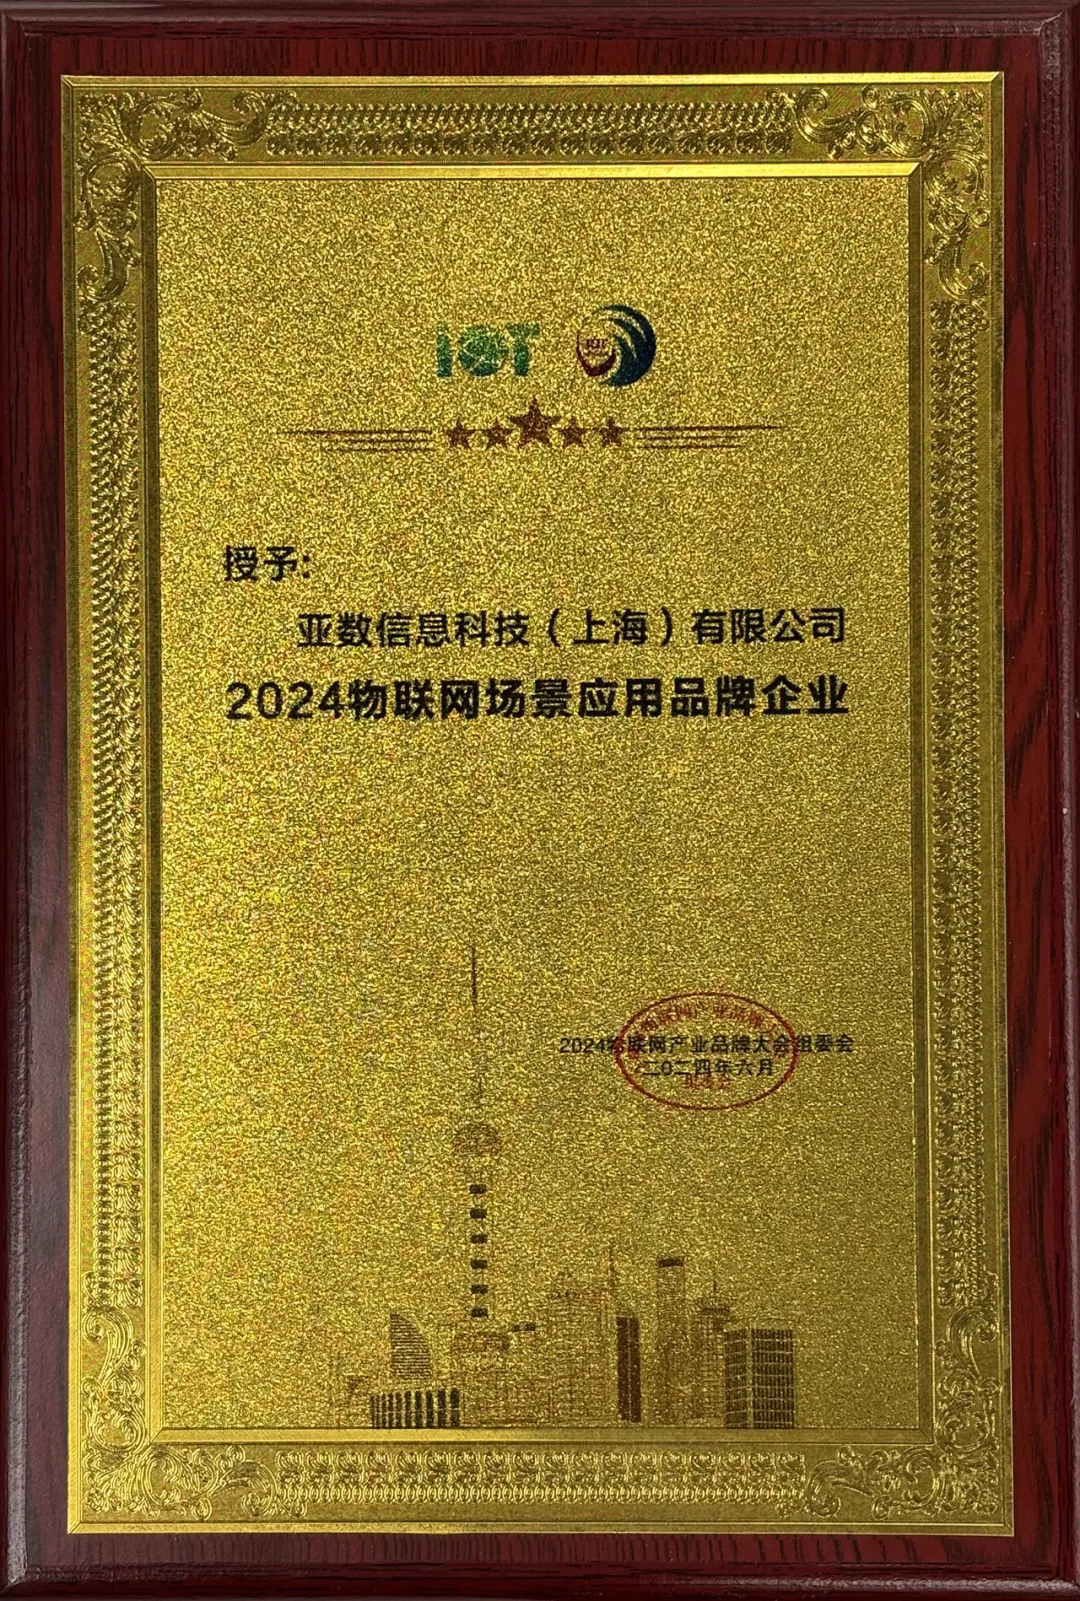 IOT IOT
授予:
亚数信息科技（上海）有限公司
2024物联网场景应用品牌企业
2024物联网产业品牌大会组委会
二〇二四年六月